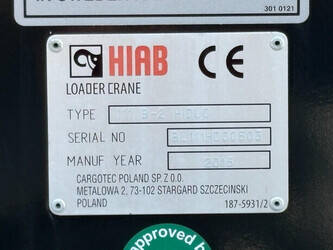 301 0121
HIAB
CE
LOADER CRANE
TYPE
SERIAL NO
MANUF YEAR
CARGOTEC POLAND SP. Z O.O.
METALOWA 2, 73-102 STARGARD SZCZECINSKI
POLAND
187-5931/2
approved b